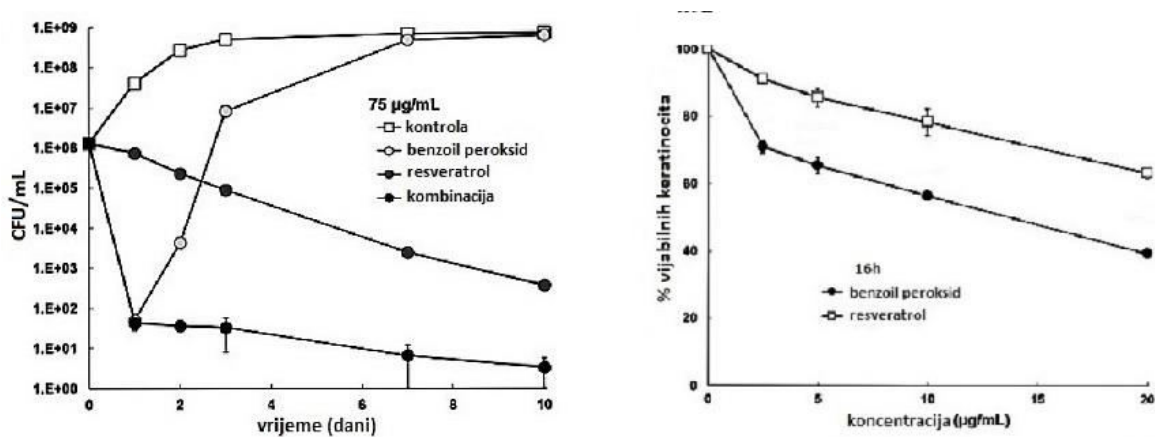 1.E+09
1.E+08
1.E+07
1.E+06
1.E+05
1.E+04
1.E+03
1.E+02
1.E+01
1.E+00
CFU/mL
0 2 4 6 8 10
vrijeme (dani)
75 µg/mL
kontrola
benzoil peroksid
resveratrol
kombinacija
100
80
60
40
20
0
% vijabilnih keratinocita
0 5 10 15 20
koncentracija (µg/mL)
16h
benzoil peroksid
resveratrol